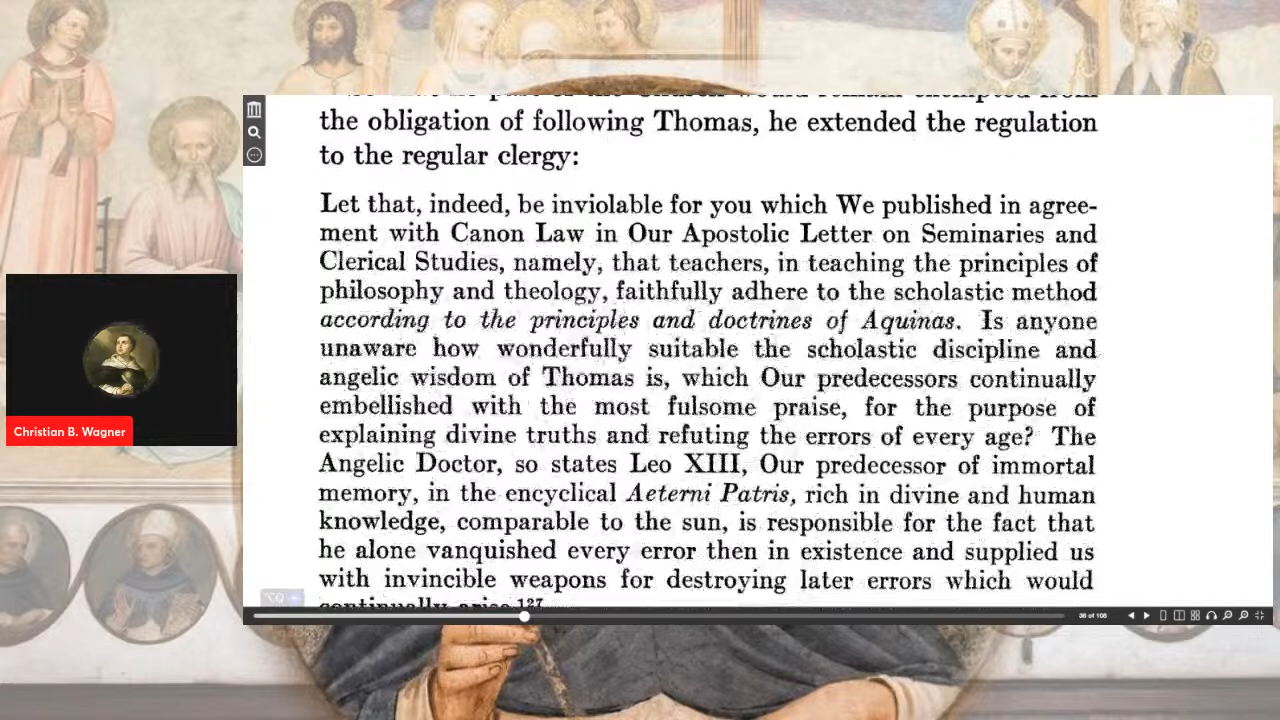 the obligation of following Thomas, he extended the regulation
to the regular clergy:
Let that, indeed, be inviolable for you which We published in agree-
ment with Canon Law in Our Apostolic Letter on Seminaries and
Clerical Studies, namely, that teachers, in teaching the principles of
philosophy and theology, faithfully adhere to the scholastic method
according to the principles and doctrines of Aquinas. Is anyone
unaware how wonderfully suitable the scholastic discipline and
angelic wisdom of Thomas is, which Our predecessors continually
embellished with the most fulsome praise, for the purpose of
explaining divine truths and refuting the errors of every age? The
Angelic Doctor, so states Leo XIII, Our predecessor of immortal
memory, in the encyclical Aeterni Patris, rich in divine and human
knowledge, comparable to the sun, is responsible for the fact that
he alone vanquished every error then in existence and supplied us
with invincible weapons for destroying later errors which would
continually arise.127
Christian B. Wagner
36 of 108